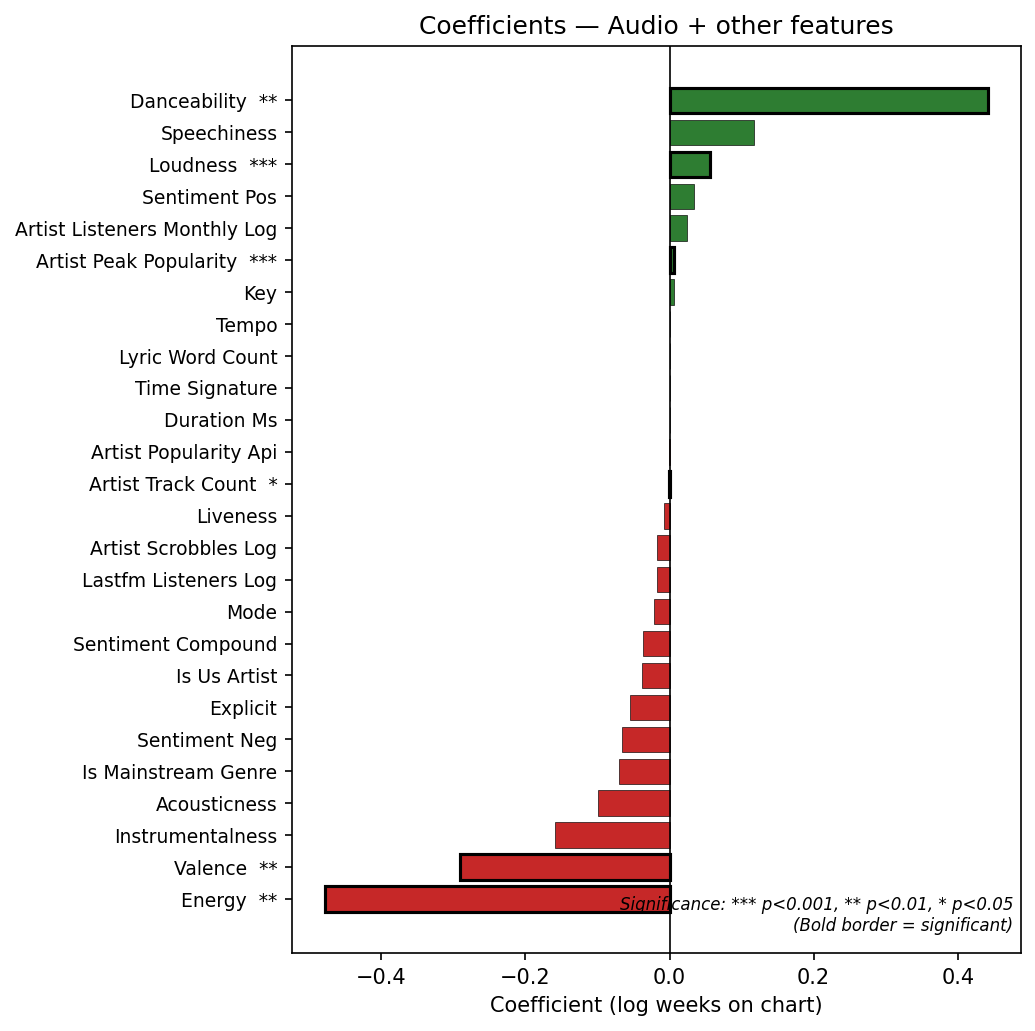 Coefficients — Audio + other features
Danceability **
Speechiness
Loudness ***
Sentiment Pos
Artist Listeners Monthly Log
Artist Peak Popularity ***
Key
Tempo
Lyric Word Count
Time Signature
Duration Ms
Artist Popularity Api
Artist Track Count *
Liveness
Artist Scrobbles Log
Lastfm Listeners Log
Mode
Sentiment Compound
Is Us Artist
Explicit
Sentiment Neg
Is Mainstream Genre
Acousticness
Instrumentalness
Valence **
Energy **
Significance: *** p<0.001, ** p<0.01, * p<0.05
(Bold border = significant)
−0.4 −0.2 0.0 0.2 0.4
Coefficient (log weeks on chart)